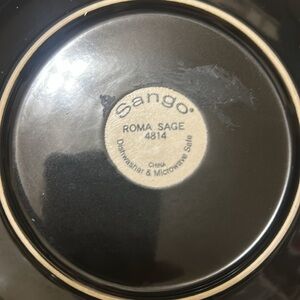 Sango®
ROMA SAGE
4814
CHINA
Dishwasher & Microwave Safe